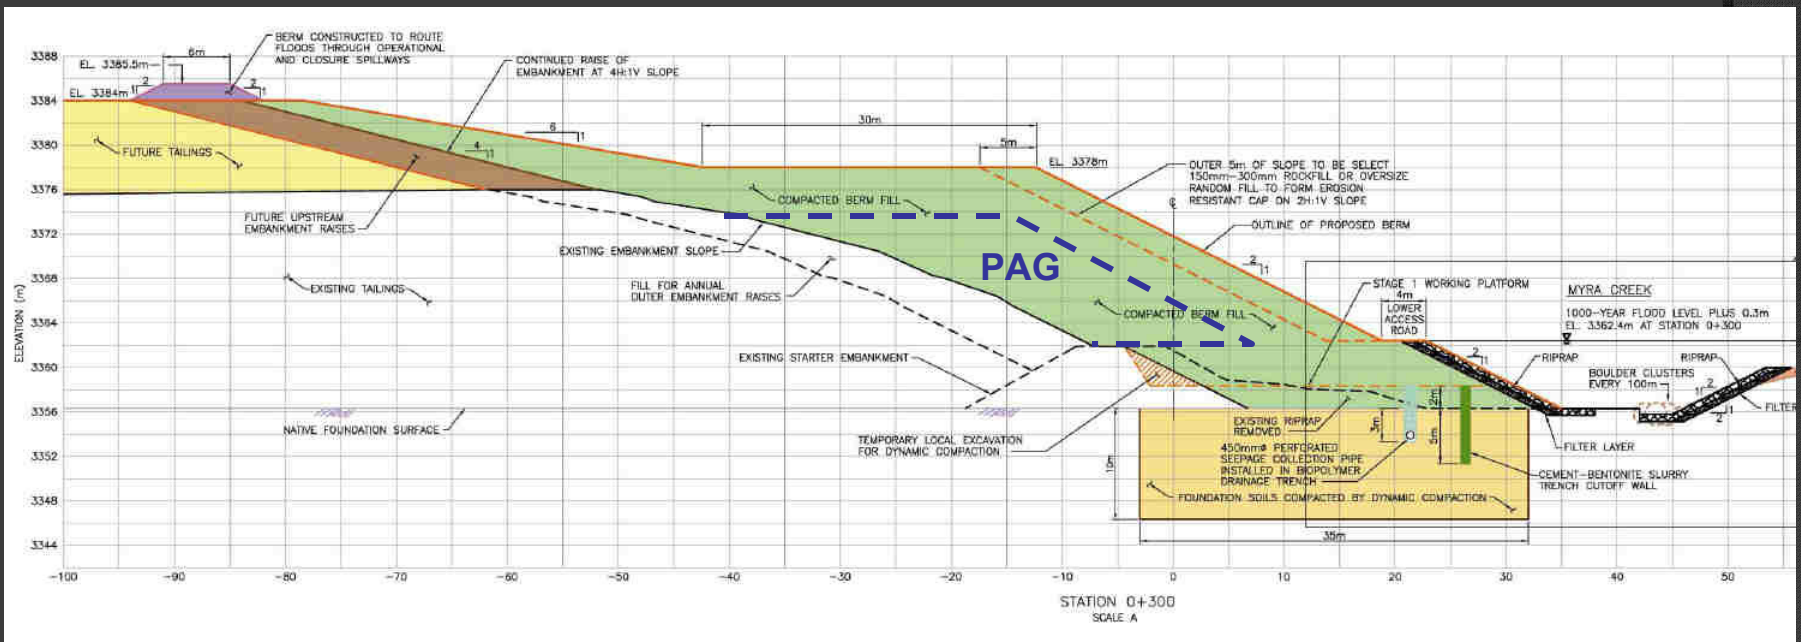 BERM CONSTRUCTED TO ROUTE
FLOODS THROUGH OPERATIONAL
AND CLOSURE SPILLWAYS
6m
EL. 3385.5m
2
1
2
1
EL. 3384m
CONTINUED RAISE OF
EMBANKMENT AT 4H:1V SLOPE
3388
3384
3380
3376
3372
3368
3364
3360
3356
3352
3348
3344
ELEVATION (m)
FUTURE TAILINGS
6
1
4
1
30m
5m
EL. 3378m
OUTER 5m OF SLOPE TO BE SELECT
150mm-300mm ROCKFILL OR OVERSIZE
RANDOM FILL TO FORM EROSION
RESISTANT CAP ON 2H:1V SLOPE
COMPACTED BERM FILL
FUTURE UPSTREAM
EMBANKMENT RAISES
OUTLINE OF PROPOSED BERM
EXISTING EMBANKMENT SLOPE
PAG
2
1
EXISTING TAILINGS
FILL FOR ANNUAL
OUTER EMBANKMENT RAISES
STAGE 1 WORKING PLATFORM
4m
LOWER
ACCESS
ROAD
MYRA CREEK
1000-YEAR FLOOD LEVEL PLUS 0.3m
EL. 3362.4m AT STATION 0+300
COMPACTED BERM FILL
EXISTING STARTER EMBANKMENT
2
1
RIPRAP
RIPRAP
BOULDER CLUSTERS
EVERY 100m
2
1
2
1
FILTER
NATIVE FOUNDATION SURFACE
TEMPORARY LOCAL EXCAVATION
FOR DYNAMIC COMPACTION
10m
EXISTING RIPRAP
REMOVED
3m
2m
5m
450mmø PERFORATED
SEEPAGE COLLECTION PIPE
INSTALLED IN BIOPOLYMER
DRAINAGE TRENCH
FILTER LAYER
CEMENT-BENTONITE SLURRY
TRENCH CUTOFF WALL
FOUNDATION SOILS COMPACTED BY DYNAMIC COMPACTION
35m
-100 -90 -80 -70 -60 -50 -40 -30 -20 -10 0 10 20 30 40 50
STATION 0+300
SCALE A